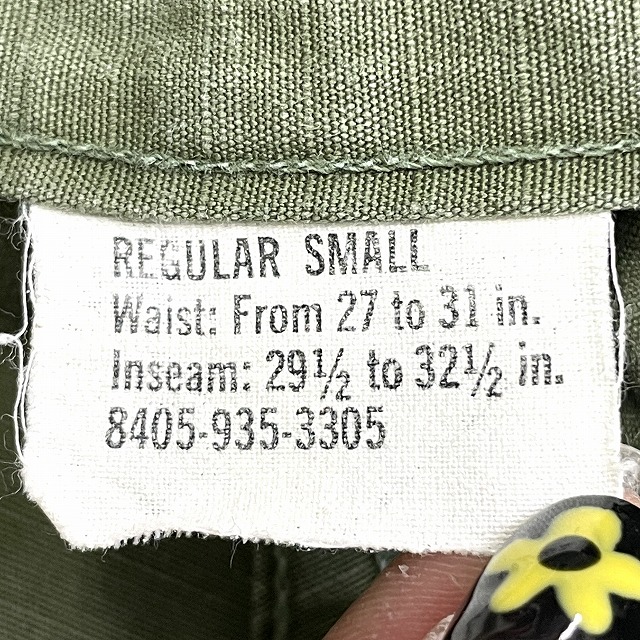 REGULAR SMALL
Waist: From 27 to 31 in.
Inseam: 29½ to 32½ in.
8405-935-3305